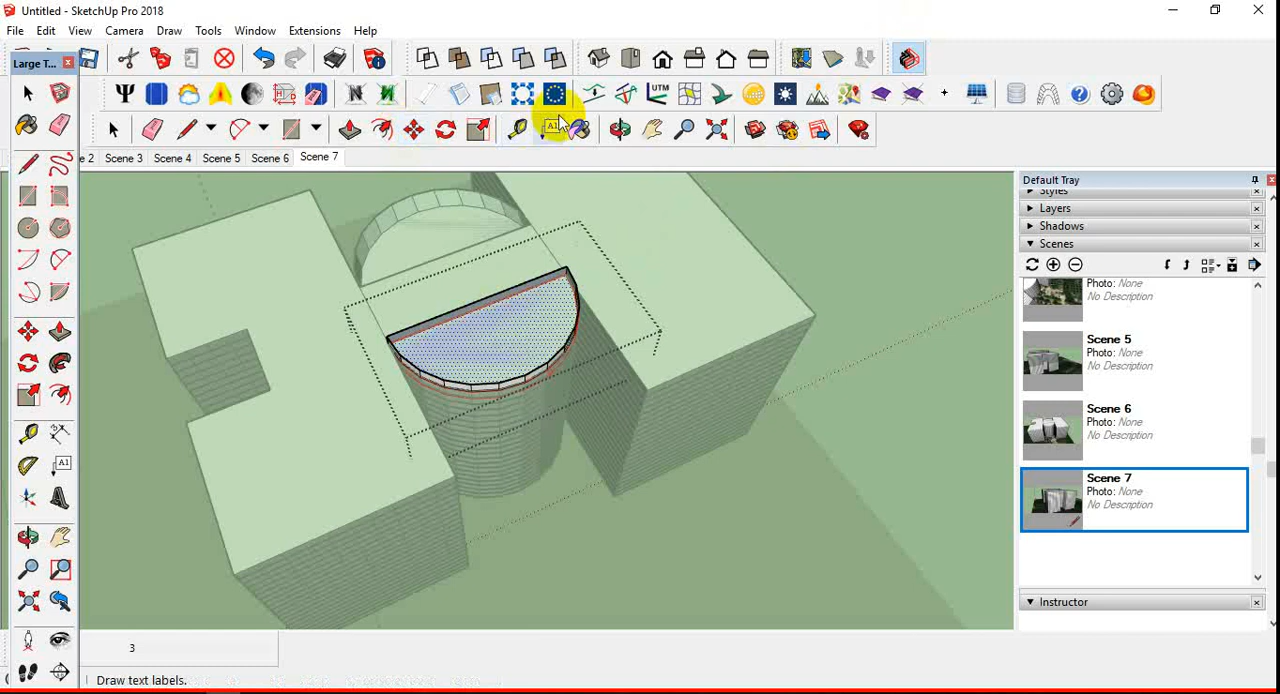 Untitled - SketchUp Pro 2018
File Edit View Camera Draw Tools Window Extensions Help
Large T...
UTM
A1
e 2 Scene 3 Scene 4 Scene 5 Scene 6 Scene 7
Default Tray
Styles
Layers
Shadows
Scenes
Photo: None
No Description
Scene 5
Photo: None
No Description
Scene 6
Photo: None
No Description
Scene 7
Photo: None
No Description
A1
Instructor
3
Draw text labels.